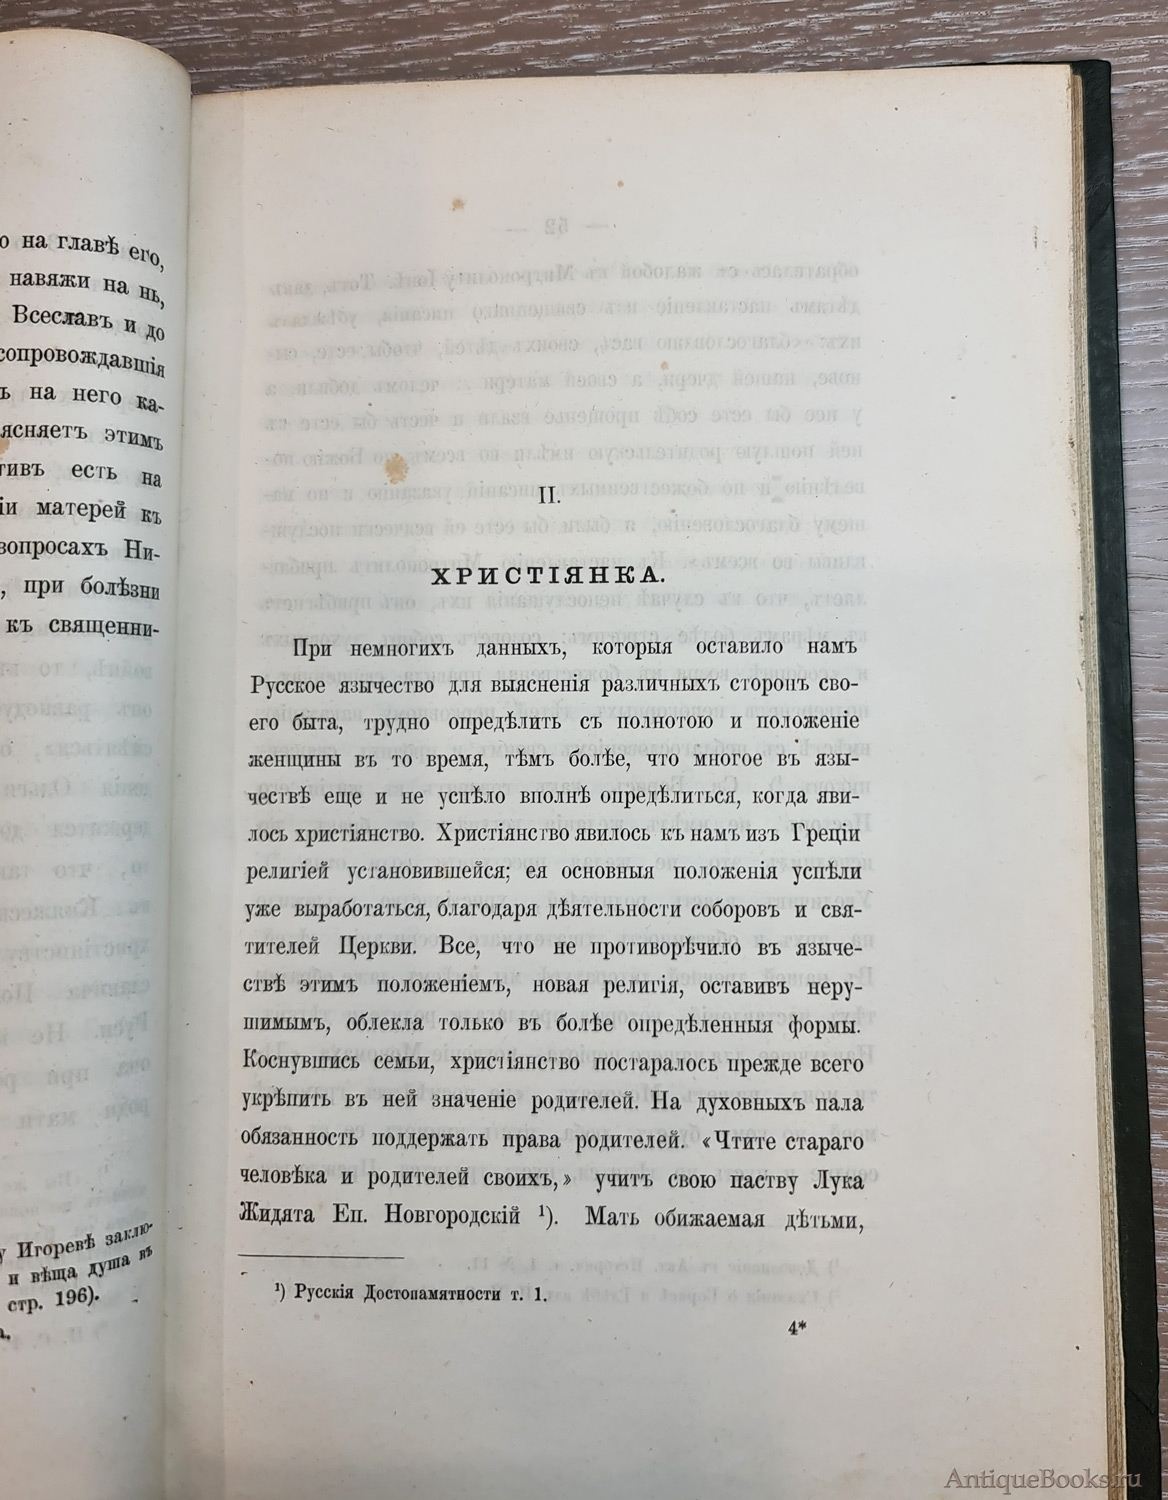 о на главѣ его,
навяжи на нь,
Всеславъ и до
сопровождавшія
ъ на него ка-
ясняетъ этимъ
тивъ есть на
іи матерей къ
вопросахъ Ни-
, при болѣзни
къ священни-
у Игоревѣ заклю-
и вѣща душа въ
стр. 196).
II.
ХРИСТІЯНКА.
При немногихъ данныхъ, которыя оставило намъ
Русское язычество для выясненія различныхъ сторонъ сво-
его быта, трудно опредѣлить съ полнотою и положеніе
женщины въ то время, тѣмъ болѣе, что многое въ язы-
чествѣ еще и не успѣло вполнѣ опредѣлиться, когда яви-
лось христіянство. Христіянство явилось къ намъ изъ Греціи
религіей установившейся; ея основныя положенія успѣли
уже выработаться, благодаря дѣятельности соборовъ и свя-
тителей Церкви. Все, что не противорѣчило въ языче-
ствѣ этимъ положеніемъ, новая религія, оставивъ неру-
шимымъ, облекла только въ болѣе опредѣленныя формы.
Коснувшись семьи, христіянство постаралось прежде всего
укрѣпить въ ней значеніе родителей. На духовныхъ пала
обязанность поддержать права родителей. «Чтите стараго
человѣка и родителей своихъ,» учитъ свою паству Лука
Жидята Еп. Новгородскій ¹). Мать обижаемая дѣтьми,
¹) Русскія Достопамятности т. 1.
4*
AntiqueBooks.ru